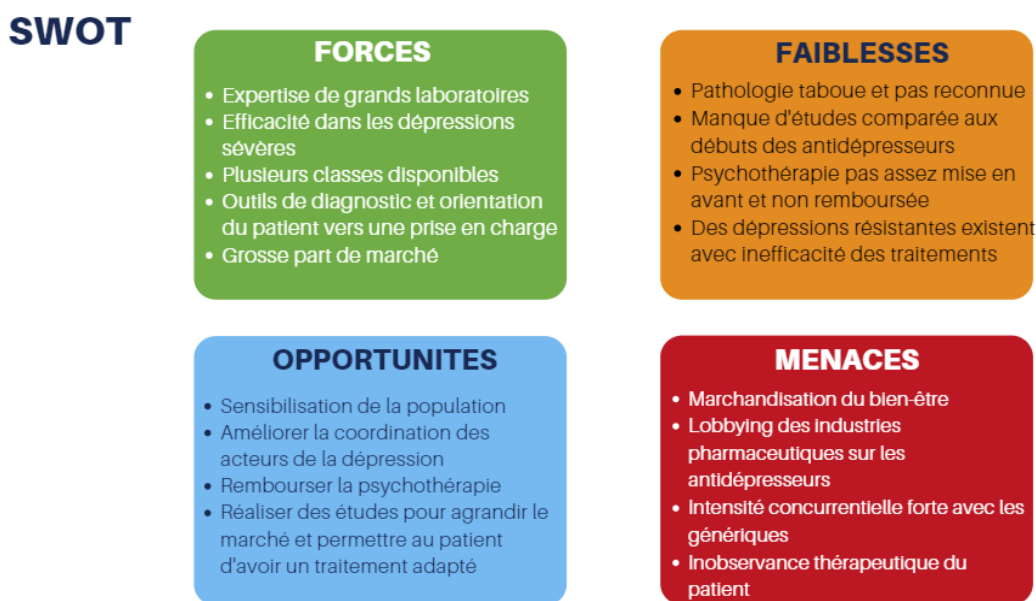 SWOT
FORCES
• Expertise de grands laboratoires
• Efficacité dans les dépressions
sévères
• Plusieurs classes disponibles
• Outils de diagnostic et orientation
du patient vers une prise en charge
• Grosse part de marché
FAIBLESSES
• Pathologie taboue et pas reconnue
• Manque d'études comparée aux
débuts des antidépresseurs
• Psychothérapie pas assez mise en
avant et non remboursée
• Des dépressions résistantes existent
avec inefficacité des traitements
OPPORTUNITES
• Sensibilisation de la population
• Améliorer la coordination des
acteurs de la dépression
• Rembourser la psychothérapie
• Réaliser des études pour agrandir le
marché et permettre au patient
d'avoir un traitement adapté
MENACES
• Marchandisation du bien-être
• Lobbying des industries
pharmaceutiques sur les
antidépresseurs
• Intensité concurrentielle forte avec les
génériques
• Inobservance thérapeutique du
patient